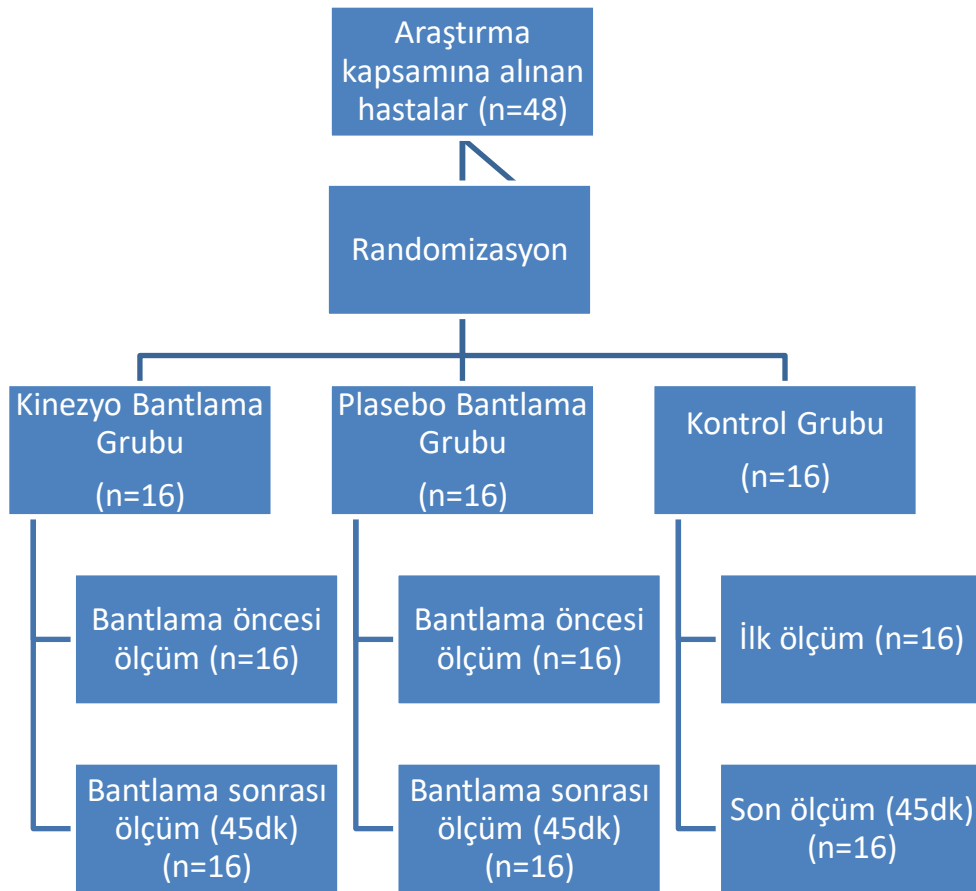 Araştırma
kapsamına alınan
hastalar (n=48)
Randomizasyon
Kinezyo Bantlama
Grubu
(n=16)
Plasebo Bantlama
Grubu
(n=16)
Kontrol Grubu
(n=16)
Bantlama öncesi
ölçüm (n=16)
Bantlama öncesi
ölçüm (n=16)
İlk ölçüm (n=16)
Bantlama sonrası
ölçüm (45dk)
(n=16)
Bantlama sonrası
ölçüm (45dk)
(n=16)
Son ölçüm (45dk)
(n=16)